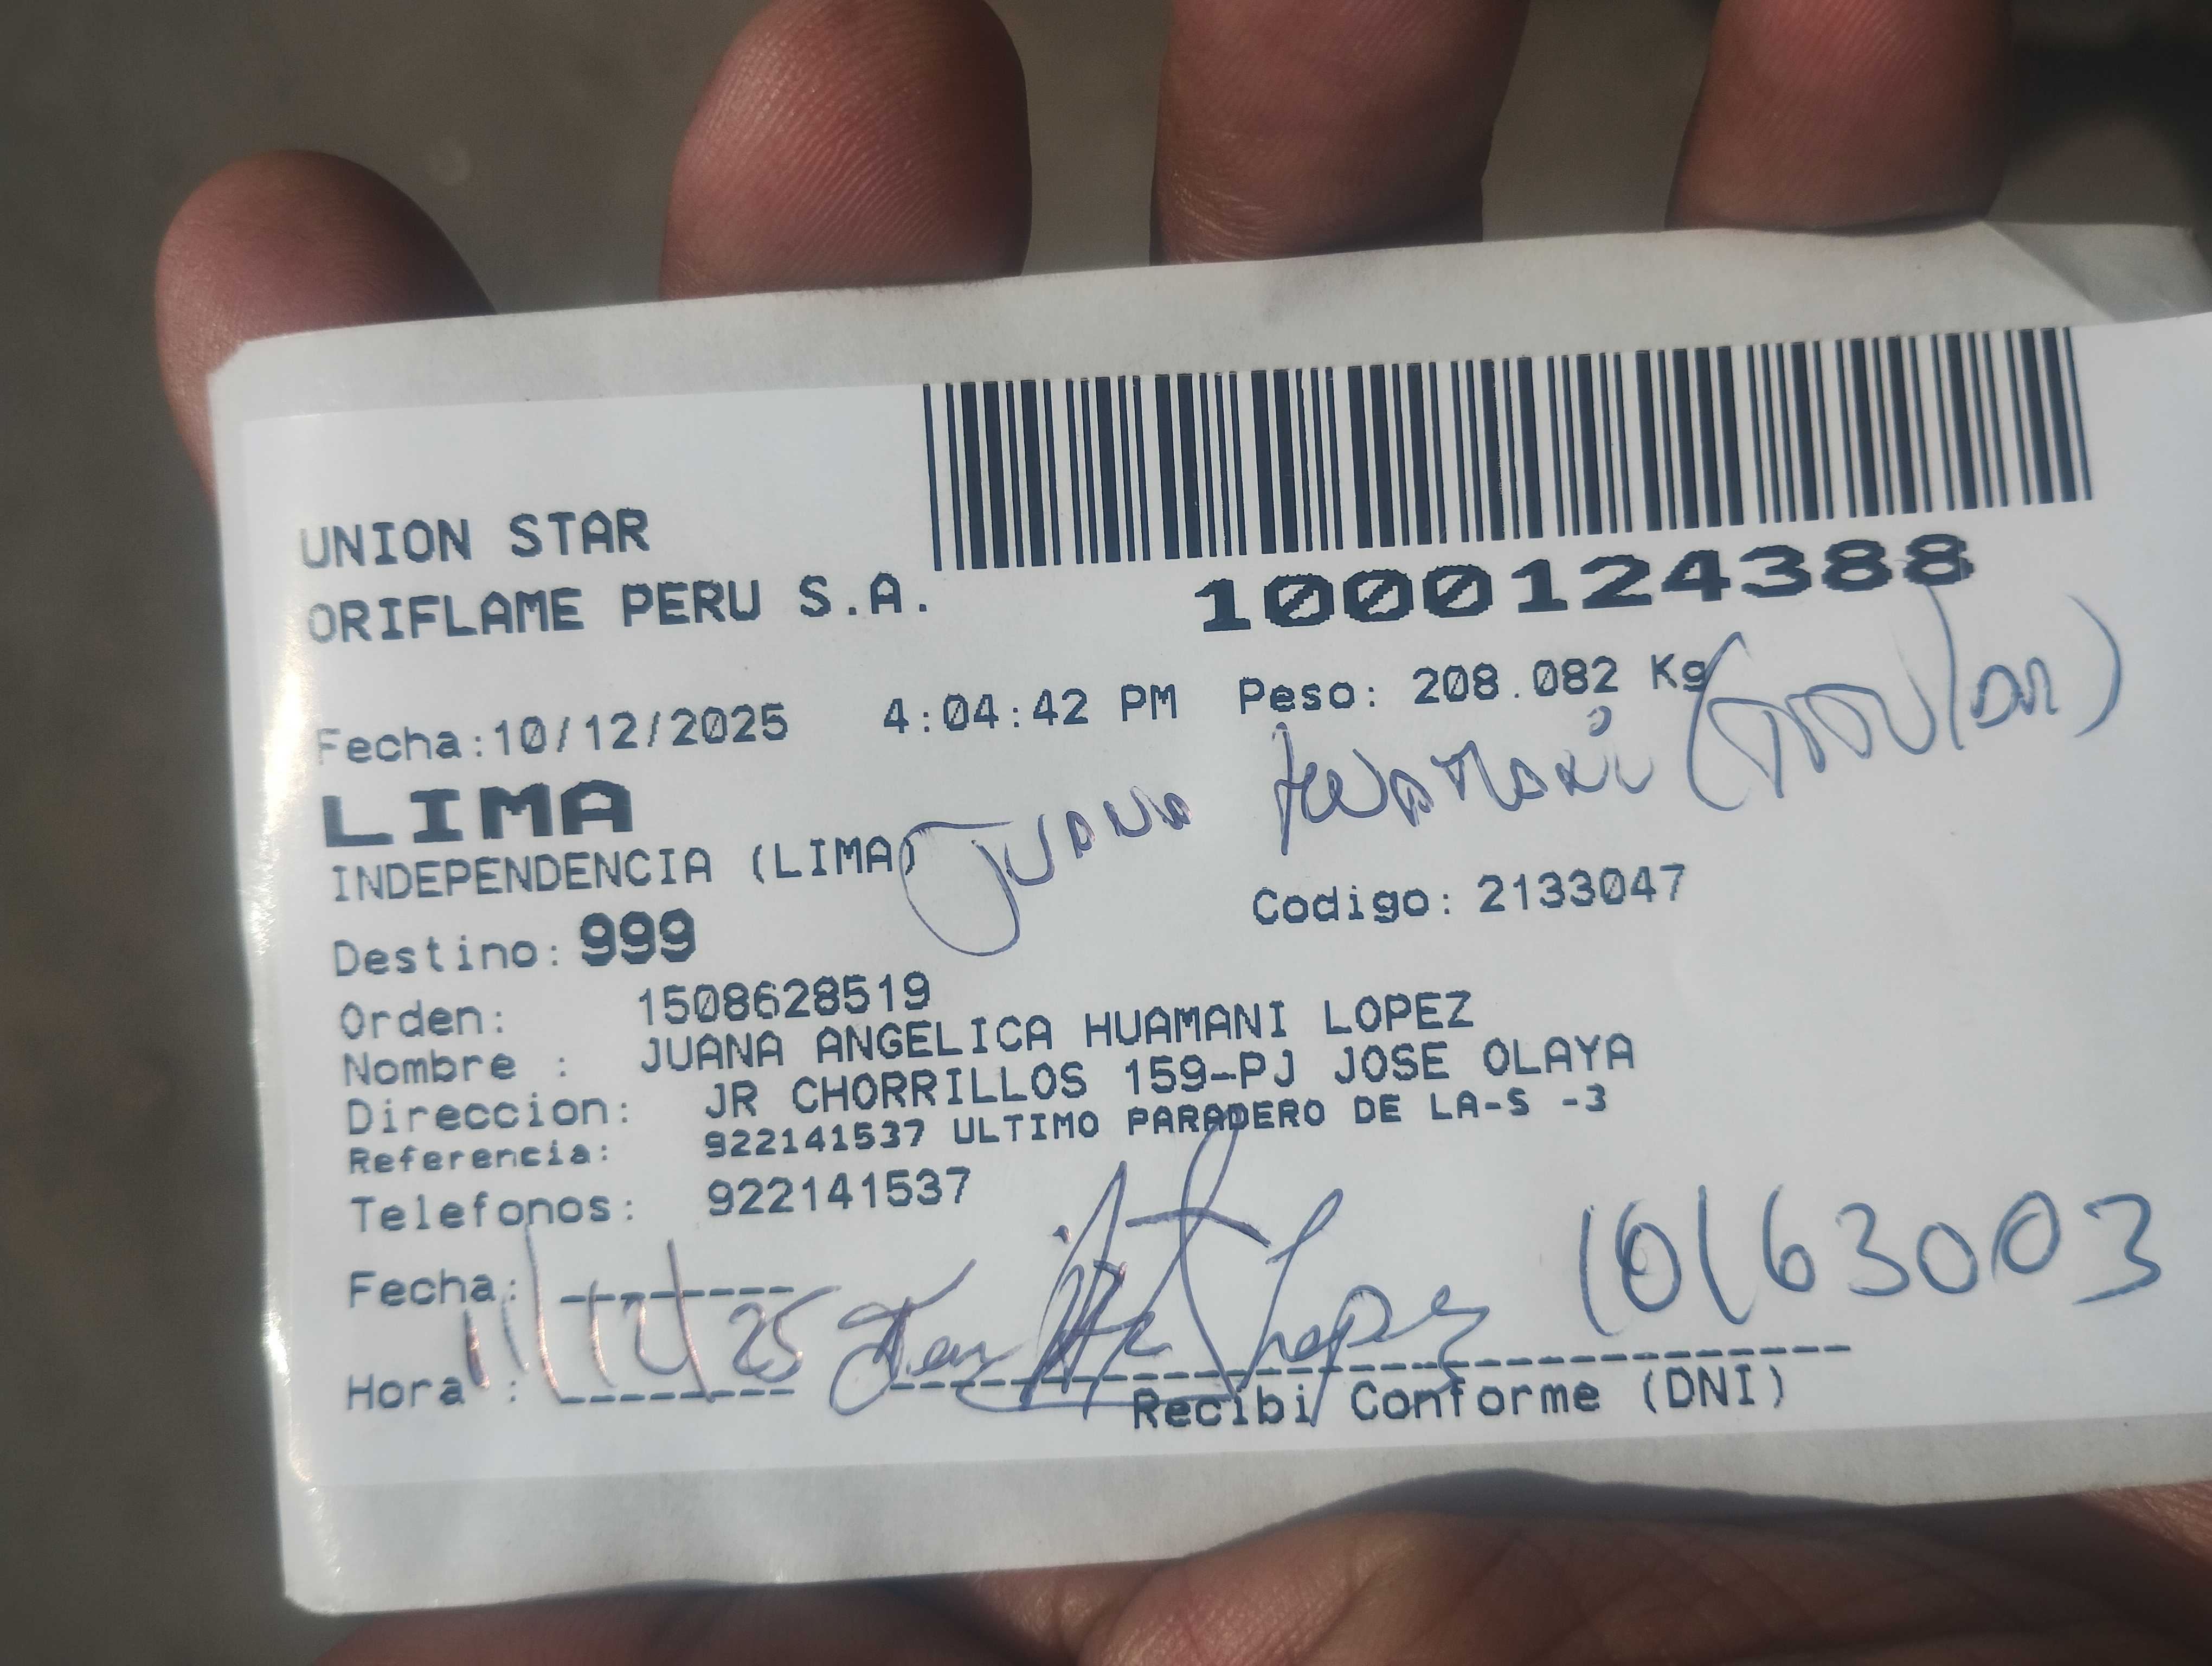 UNION STAR
ORIFLAME PERU S.A.
1000124388
Fecha:10/12/2025 4:04:42 PM Peso: 208.082 Kg
LIMA
JUANA HUAMANI (TITULAR)
INDEPENDENCIA (LIMA)
Codigo: 2133047
Destino: 999
Orden: 1508628519
Nombre : JUANA ANGELICA HUAMANI LOPEZ
Direccion: JR CHORRILLOS 159-PJ JOSE OLAYA
Referencia: 922141537 ULTIMO PARADERO DE LA-S -3
Telefonos: 922141537
Fecha: 11/12/25
Lopez 10163003
Hora :
Recibi Conforme (DNI)